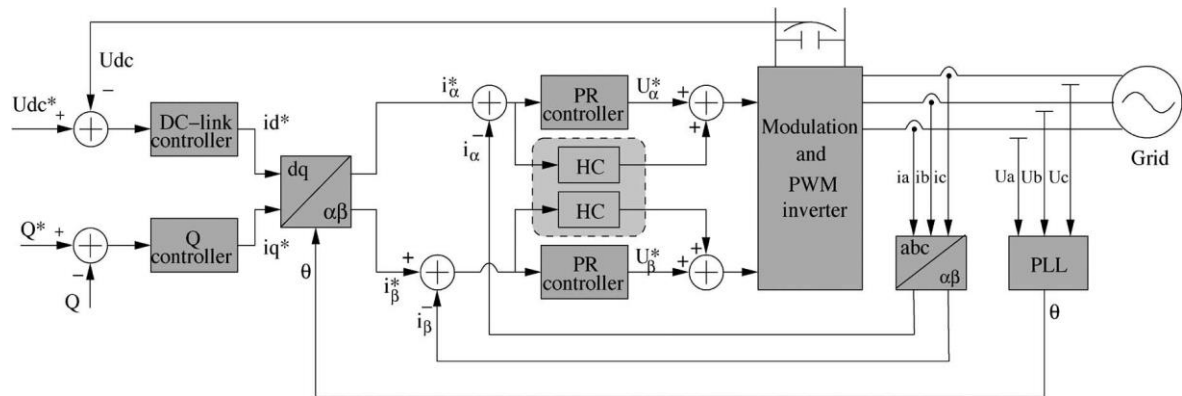 Udc
Udc*
+
-
DC-link
controller
id*
Q*
+
-
Q
Q
controller
iq*
dq
αβ
θ
i*α
-
iα
PR
controller
U*α
+
+
HC
HC
i*β
+
-
iβ
PR
controller
U*β
+
+
Modulation
and
PWM
inverter
Grid
ia
ib
ic
Ua
Ub
Uc
abc
αβ
PLL
θ